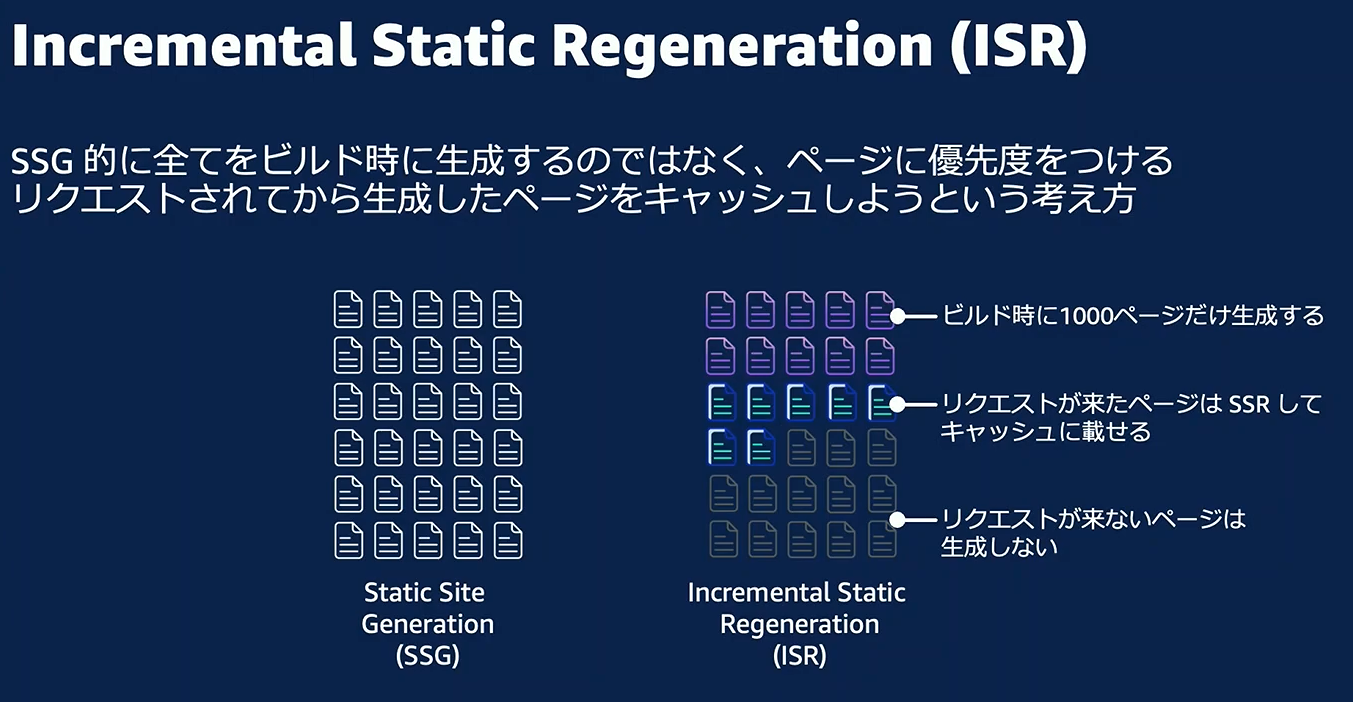 Incremental Static Regeneration (ISR)
SSG 的に全てをビルド時に生成するのではなく、ページに優先度をつける
リクエストされてから生成したページをキャッシュしようという考え方
ビルド時に1000ページだけ生成する
リクエストが来たページは SSR して
キャッシュに載せる
リクエストが来ないページは
生成しない
Static Site
Generation
(SSG)
Incremental Static
Regeneration
(ISR)